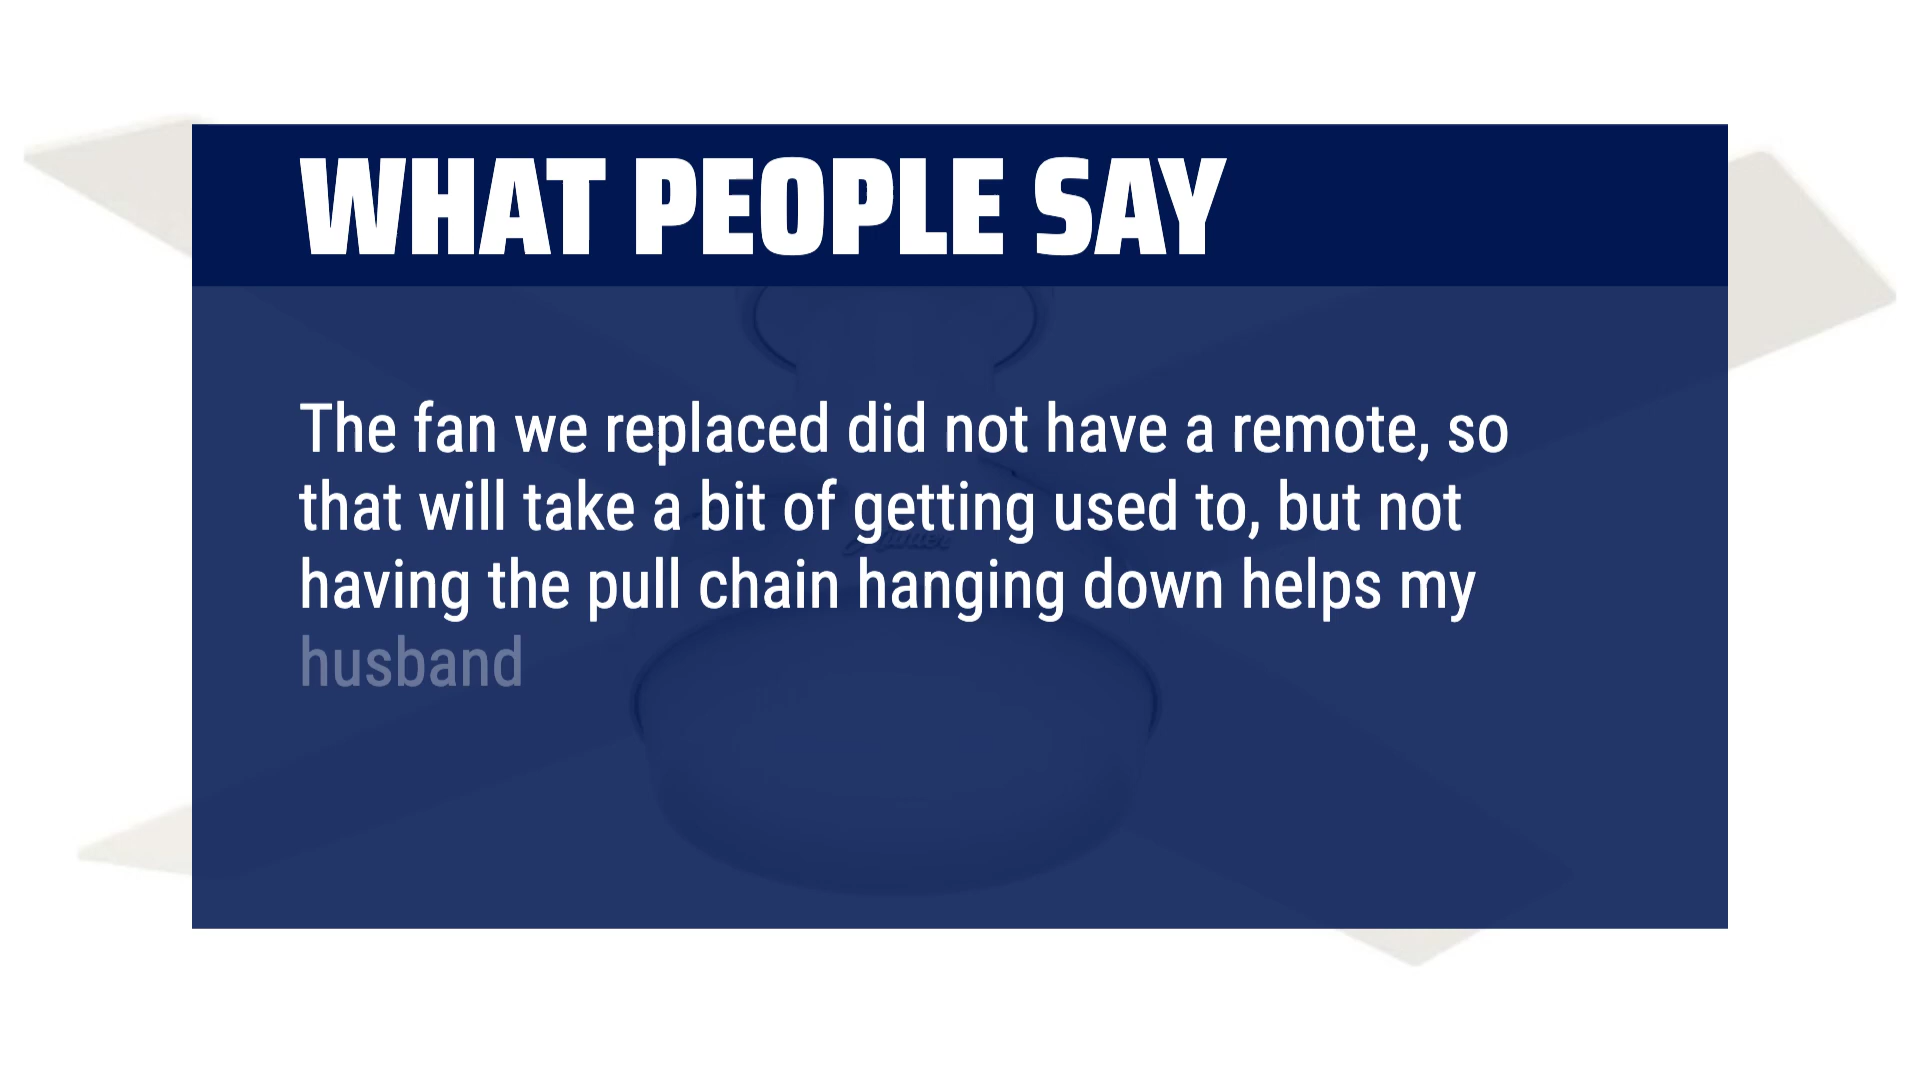 WHAT PEOPLE SAY
The fan we replaced did not have a remote, so
that will take a bit of getting used to, but not
having the pull chain hanging down helps my
husband
Hunter